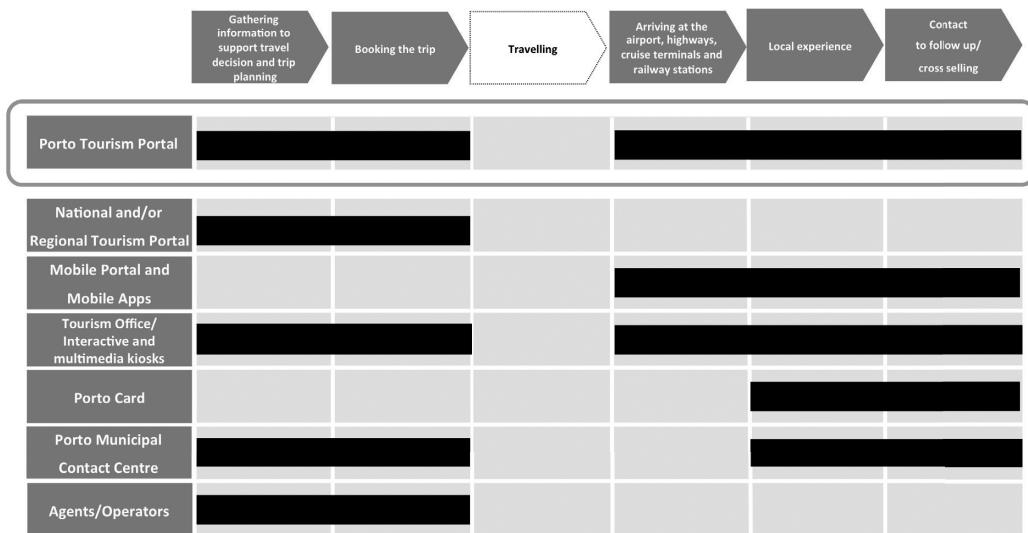 Gathering
information to
support travel
decision and trip
planning
Booking the trip
Travelling
Arriving at the
airport, highways,
cruise terminals and
railway stations
Local experience
Contact
to follow up/
cross selling
Porto Tourism Portal
National and/or
Regional Tourism Portal
Mobile Portal and
Mobile Apps
Tourism Office/
Interactive and
multimedia kiosks
Porto Card
Porto Municipal
Contact Centre
Agents/Operators